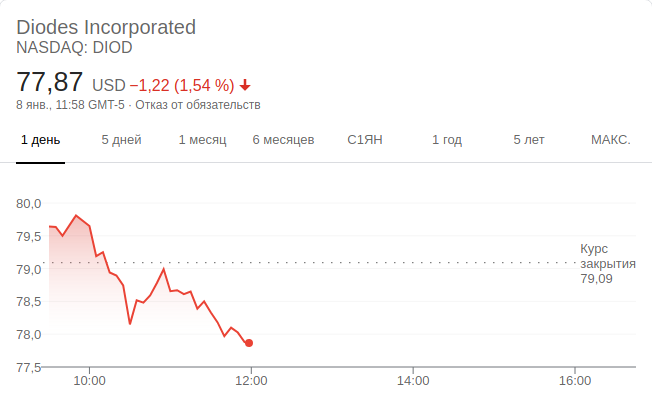 Diodes Incorporated
NASDAQ: DIOD
77,87 USD −1,22 (1,54 %)
8 янв., 11:58 GMT-5 · Отказ от обязательств
1 день 5 дней 1 месяц 6 месяцев С1ЯН 1 год 5 лет МАКС.
80,0
79,5
79,0
78,5
78,0
77,5
Курс
закрытия
79,09
10:00 12:00 14:00 16:00